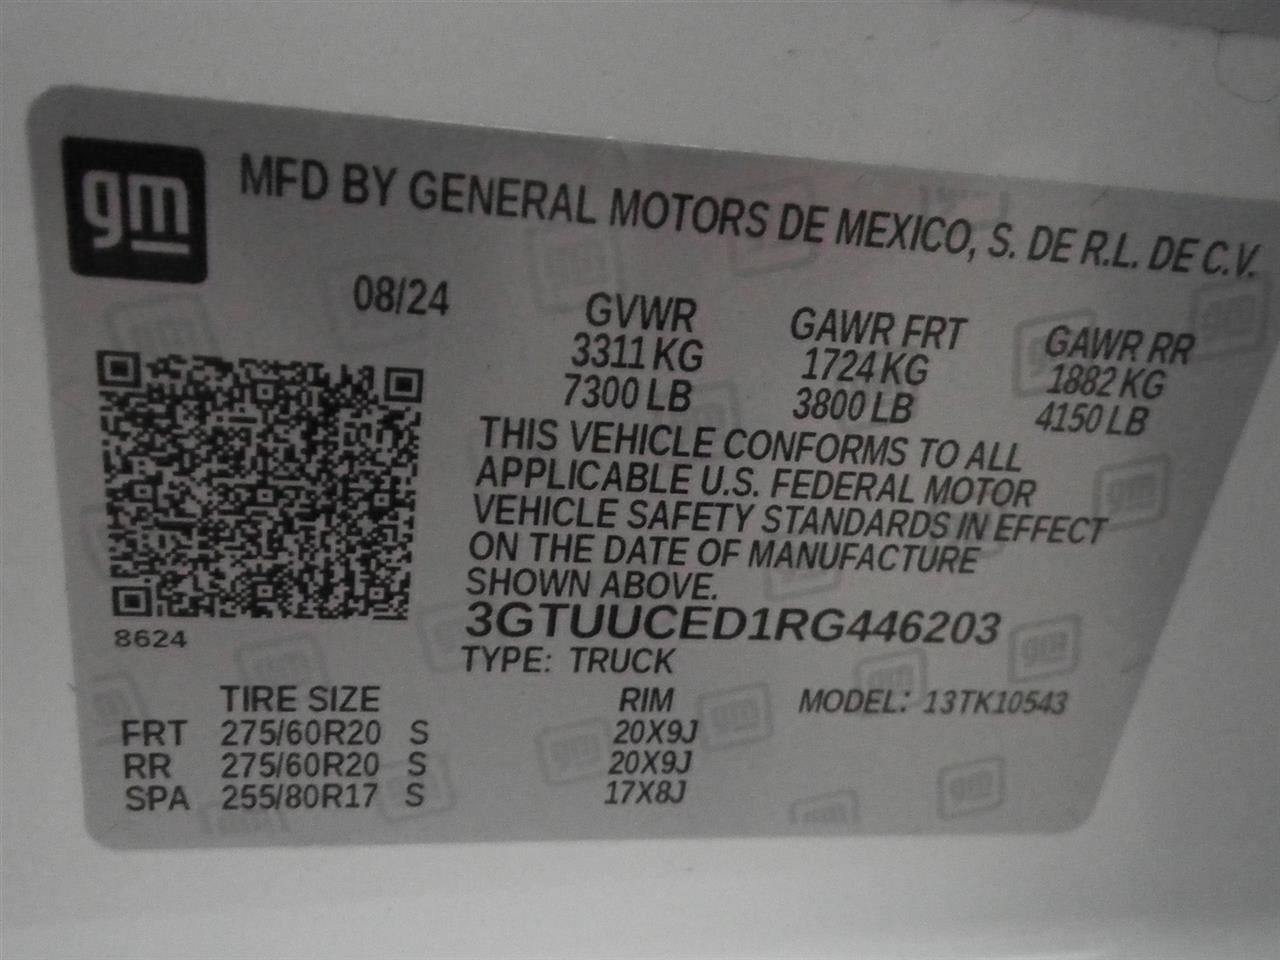 gm
MFD BY GENERAL MOTORS DE MEXICO, S. DE R.L. DE C.V.
08/24
GVWR GAWR FRT GAWR RR
3311 KG 1724 KG 1882 KG
7300 LB 3800 LB 4150 LB
THIS VEHICLE CONFORMS TO ALL
APPLICABLE U.S. FEDERAL MOTOR
VEHICLE SAFETY STANDARDS IN EFFECT
ON THE DATE OF MANUFACTURE
SHOWN ABOVE.
8624
3GTUUCED1RG446203
TYPE: TRUCK
TIRE SIZE RIM MODEL: 13TK10543
FRT 275/60R20 S 20X9J
RR 275/60R20 S 20X9J
SPA 255/80R17 S 17X8J